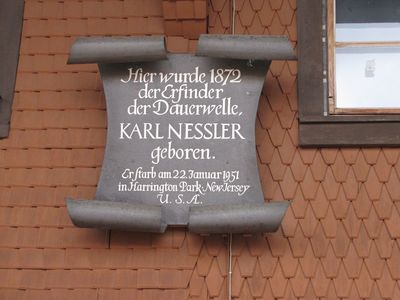 Hier wurde 1872
der Erfinder
der Dauerwelle,
KARL NESSLER
geboren.
Er starb am 22. Januar 1951
in Harrington Park-New Jersey
U. S. A.